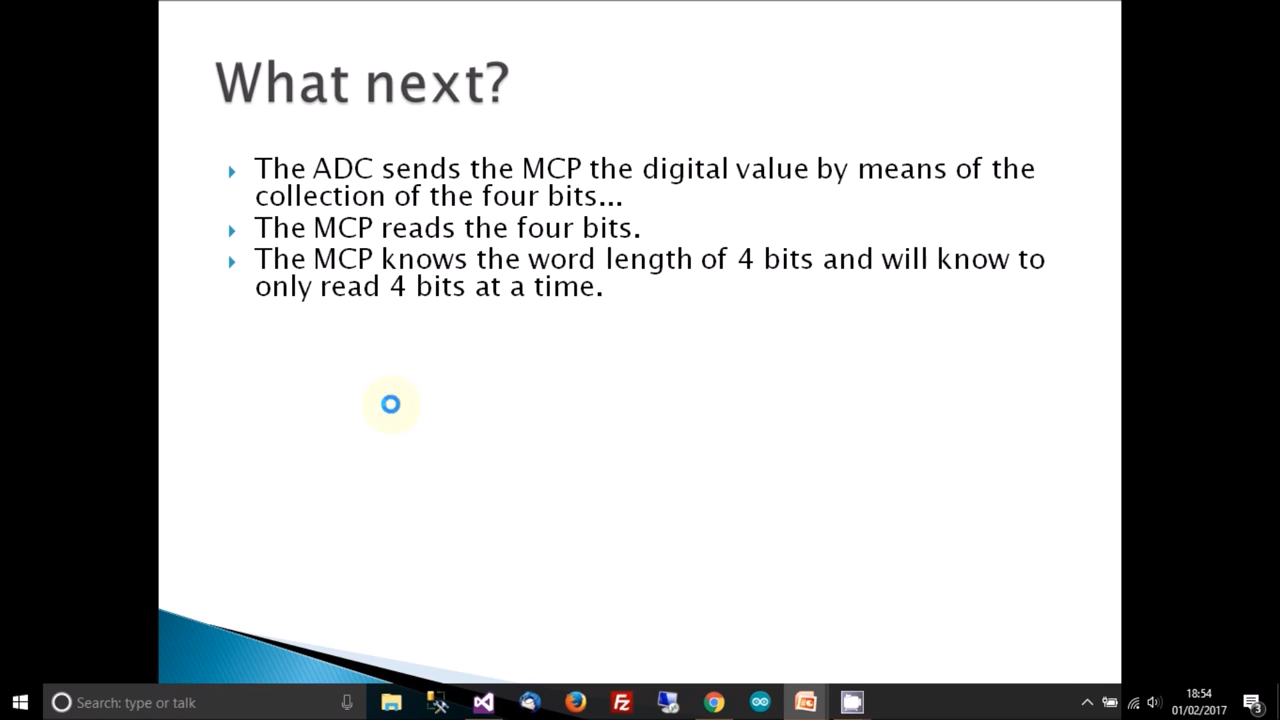 What next?
The ADC sends the MCP the digital value by means of the
collection of the four bits...
The MCP reads the four bits.
The MCP knows the word length of 4 bits and will know to
only read 4 bits at a time.
Search: type or talk
18:54
01/02/2017
3